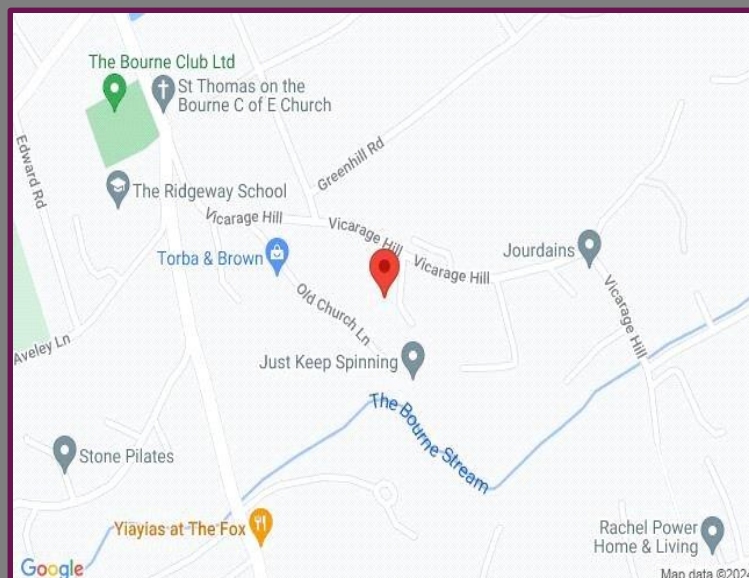 The Bourne Club Ltd
St Thomas on the
Bourne C of E Church
Edward Rd
Greenhill Rd
The Ridgeway School
Vicarage Hill
Vicarage Hill
Torba & Brown
Vicarage Hill
Jourdains
Vicarage Hill
Old Church Ln
Aveley Ln
Just Keep Spinning
The Bourne Stream
Stone Pilates
Yiayias at The Fox
Rachel Power
Home & Living
Google
Map data ©2024